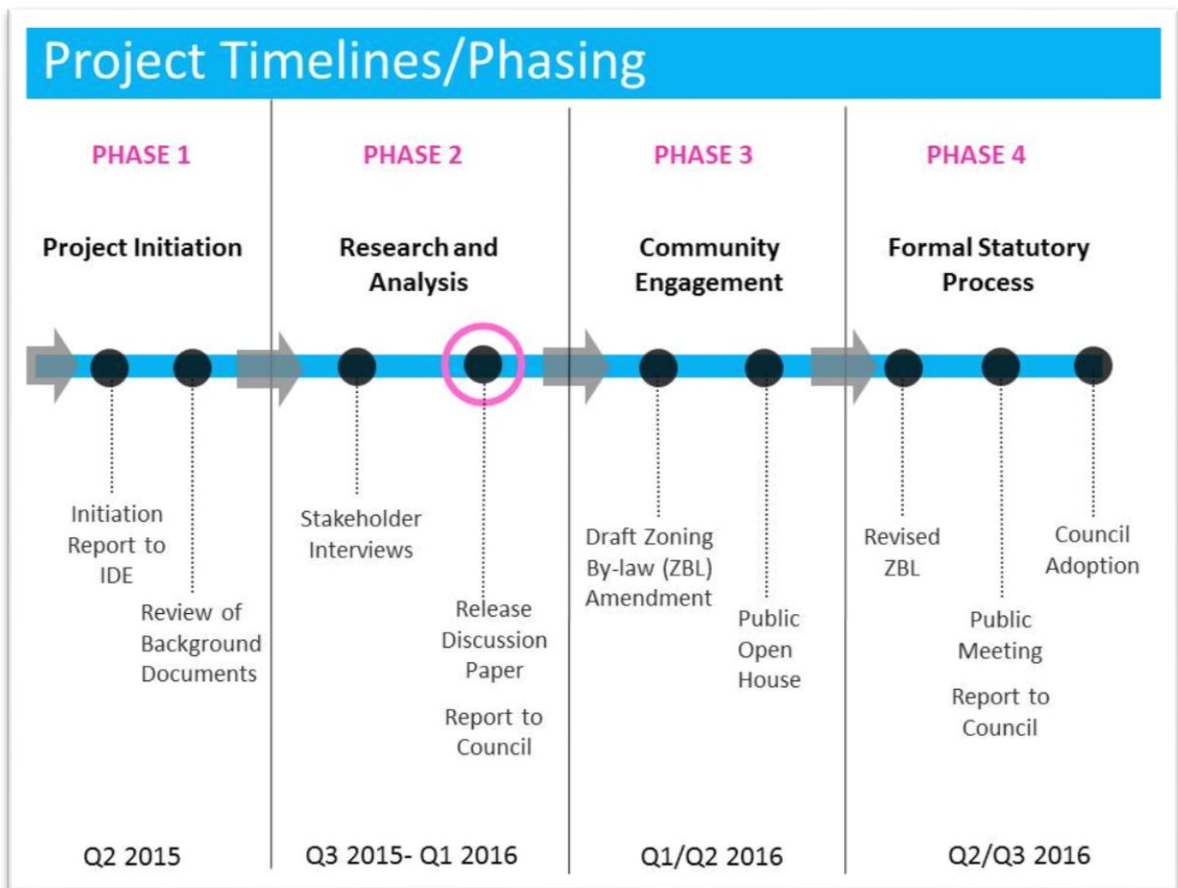 Project Timelines/Phasing
PHASE 1
Project Initiation
Initiation
Report to
IDE
Review of
Background
Documents
Q2 2015
PHASE 2
Research and
Analysis
Stakeholder
Interviews
Release
Discussion
Paper
Report to
Council
Q3 2015- Q1 2016
PHASE 3
Community
Engagement
Draft Zoning
By-law (ZBL)
Amendment
Public
Open
House
Q1/Q2 2016
PHASE 4
Formal Statutory
Process
Revised
ZBL
Public
Meeting
Report to
Council
Council
Adoption
Q2/Q3 2016